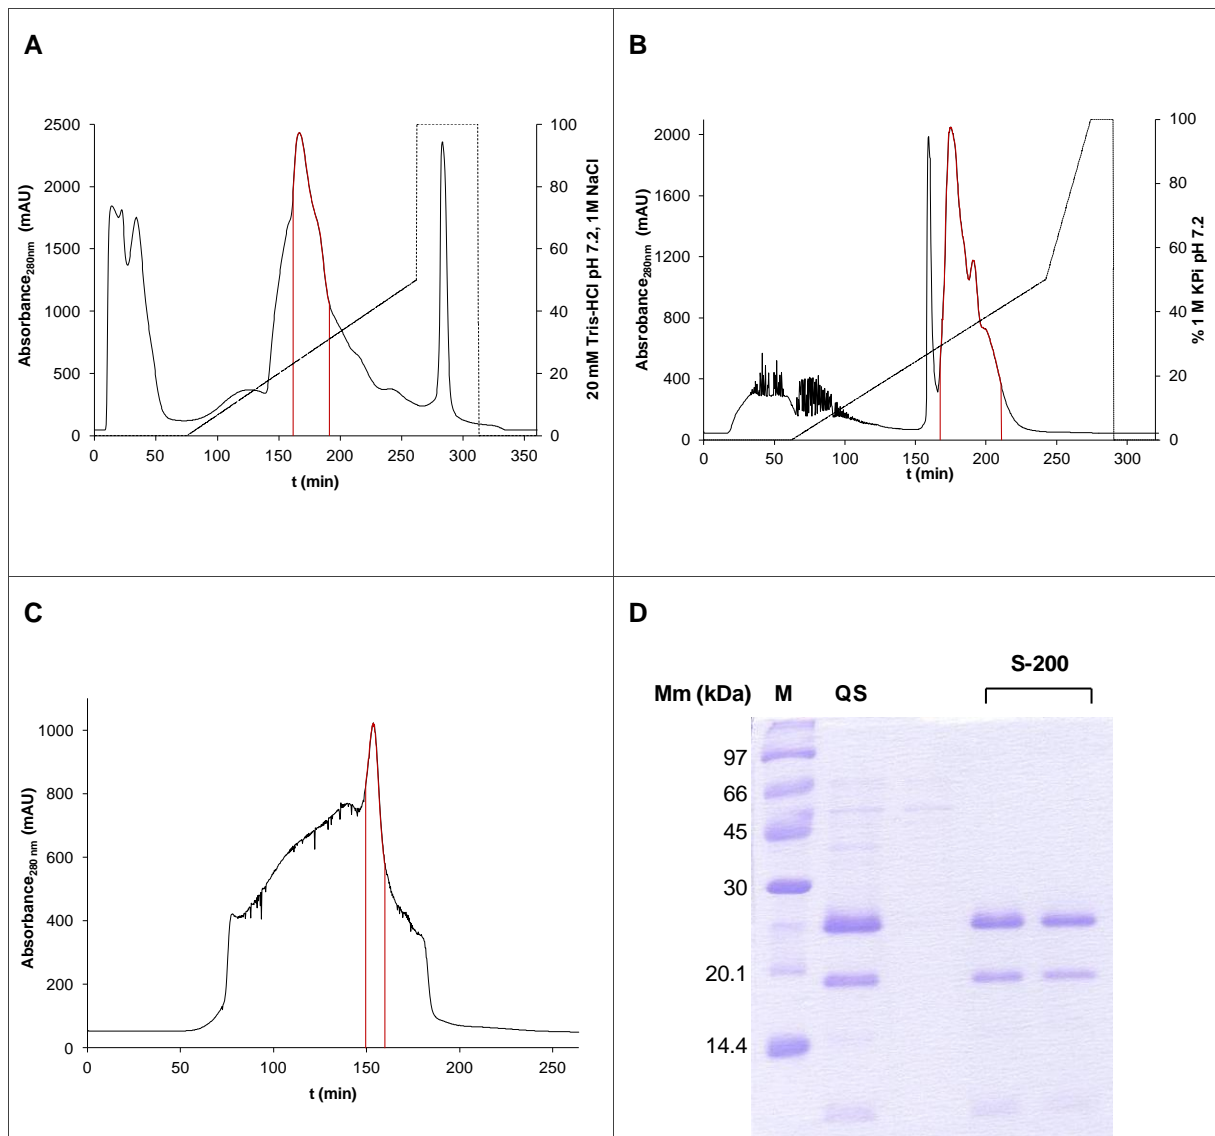 A
2500
2000
1500
1000
500
0
Absorbance280nm (mAU)
100
80
60
40
20
0
20 mM Tris-HCl pH 7.2, 1M NaCl
0 50 100 150 200 250 300 350
t (min)
B
2000
1600
1200
800
400
0
Absrobance280nm (mAU)
100
80
60
40
20
0
% 1 M KPi pH 7.2
0 50 100 150 200 250 300
t (min)
C
1000
800
600
400
200
0
Absorbance280 nm (mAU)
0 50 100 150 200 250
t (min)
D
S-200
Mm (kDa) M QS
97
66
45
30
20.1
14.4